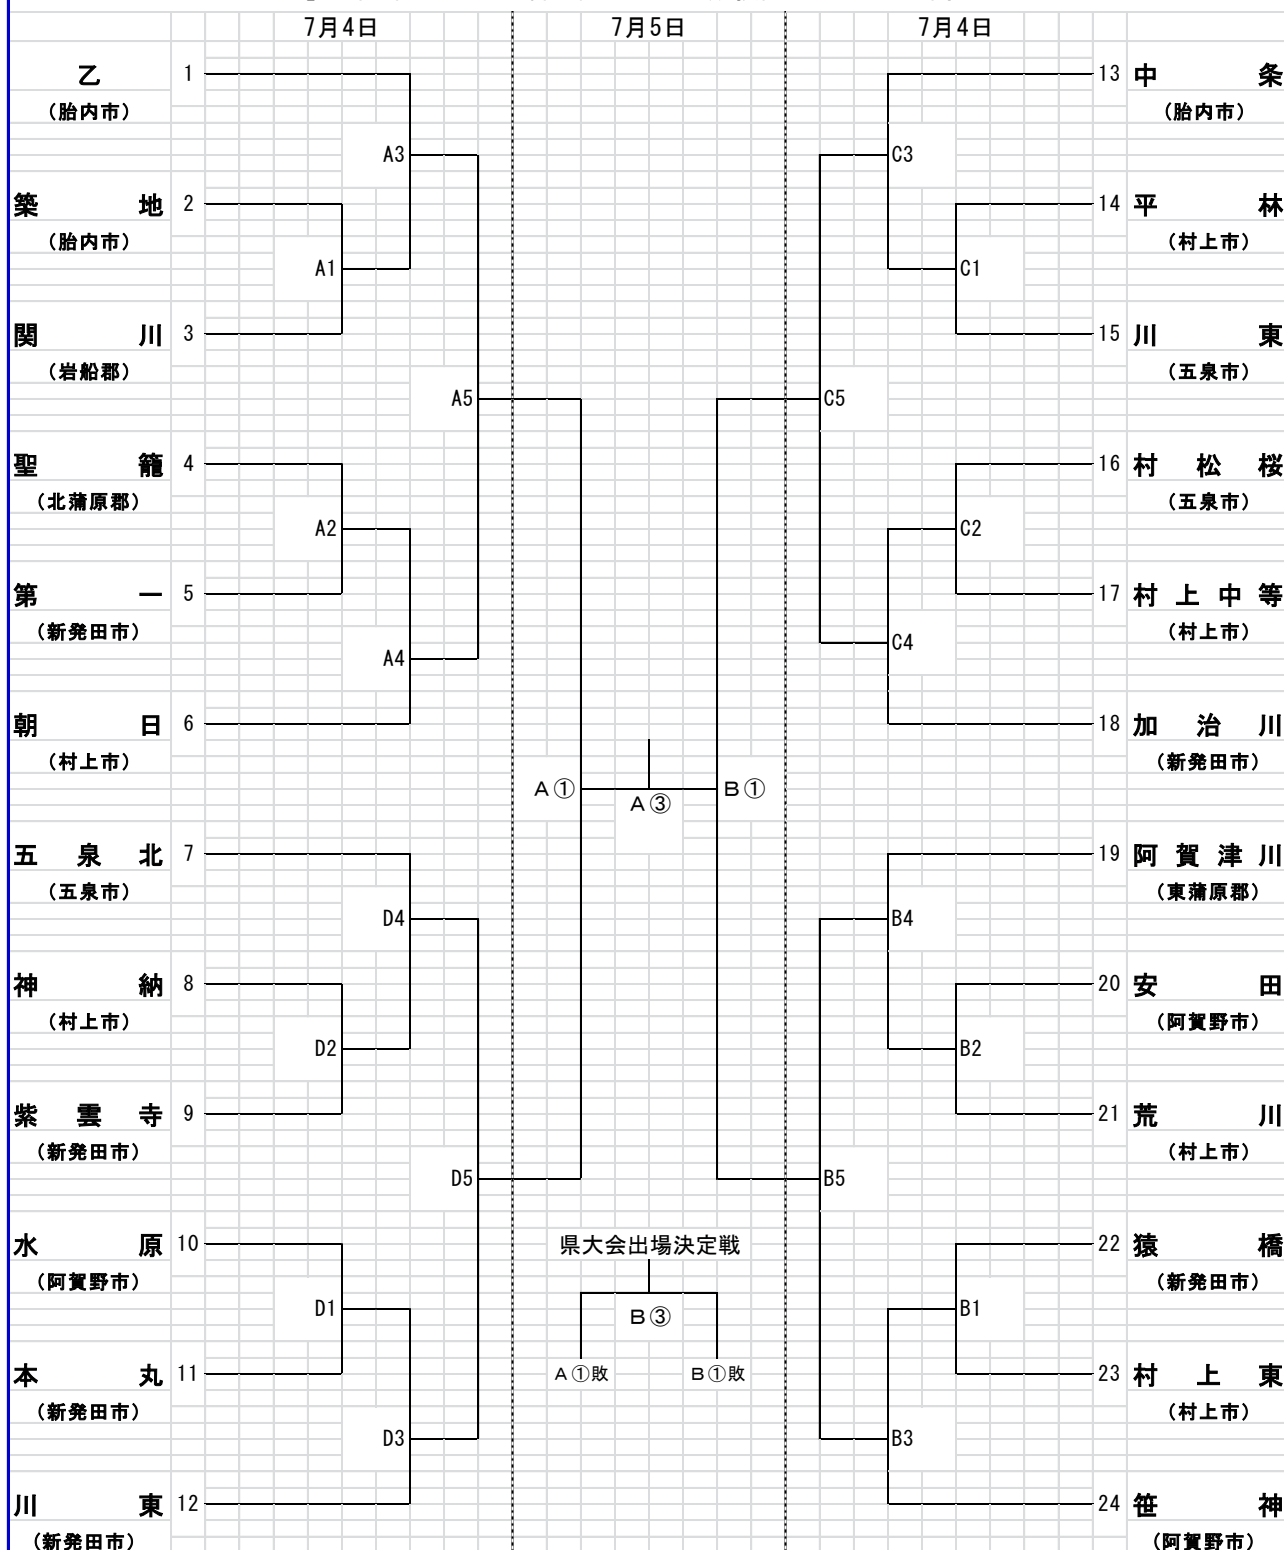 7月4日 7月5日 7月4日
乙 1 13 中条
（胎内市） （胎内市）
A3 C3
築地 2 14 平林
（胎内市） （村上市）
A1 C1
関川 3 15 川東
（岩船郡） （五泉市）
A5 C5
聖籠 4 16 村松桜
（北蒲原郡） （五泉市）
A2 C2
第一 5 17 村上中等
（新発田市） （村上市）
A4 C4
朝日 6 18 加治川
（村上市） （新発田市）
A① A③ B①
五泉北 7 19 阿賀津川
（五泉市） （東蒲原郡）
D4 B4
神納 8 20 安田
（村上市） （阿賀野市）
D2 B2
紫雲寺 9 21 荒川
（新発田市） （村上市）
D5 B5
水原 10 県大会出場決定戦 22 猿橋
（阿賀野市） （新発田市）
D1 B③ B1
本丸 11 A①敗 B①敗 23 村上東
（新発田市） （村上市）
D3 B3
川東 12 24 笹神
（新発田市） （阿賀野市）